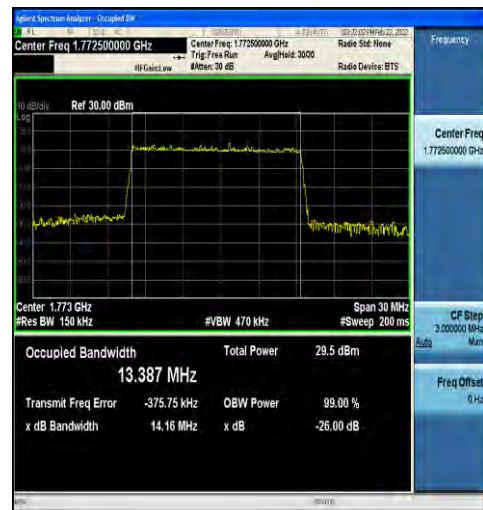 Agilent Spectrum Analyzer - Occupied BW
Center Freq 1.772500000 GHz
Center Freq: 1.772500000 GHz
Radio Std: None
Trig: Free Run
Avg|Hold: 30/30
#IFGain:Low
#Atten: 30 dB
Radio Device: BTS
Frequency
10 dB/div
Ref 30.00 dBm
Log
Center Freq
1.772500000 GHz
Center 1.773 GHz
Span 30 MHz
#Res BW 150 kHz
#VBW 470 kHz
#Sweep 200 ms
CF Step
3.000000 MHz
Auto
Man
Occupied Bandwidth
Total Power
29.5 dBm
13.387 MHz
Freq Offset
0 Hz
Transmit Freq Error
-375.75 kHz
OBW Power
99.00 %
x dB Bandwidth
14.16 MHz
x dB
-26.00 dB